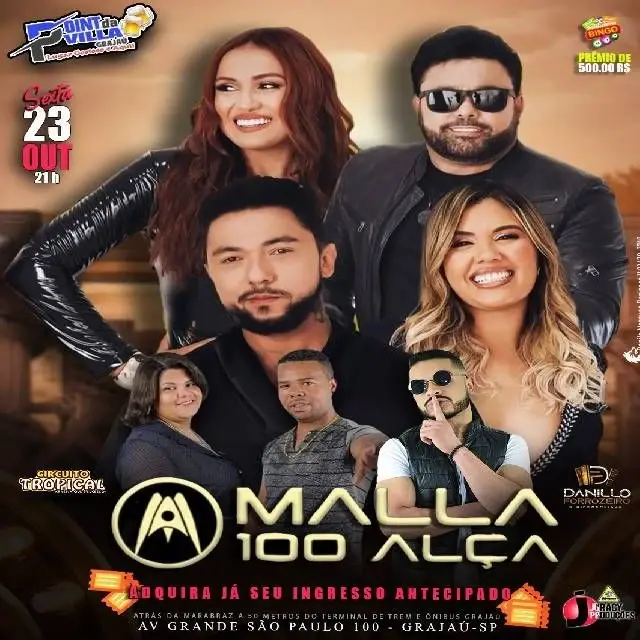 POINT da
VILLA
GRAJAÚ
BINGO
PRÊMIO DE
500.00 R$
Sexta
23
OUT
21 h
CIRCUITO
TROPICAL
DANILLO
FORROZEIRO
MALLA
100 ALÇA
ADQUIRA JÁ SEU INGRESSO ANTECIPADO
ATRÁS DA MARABRAZ A 50 METROS DO TERMINAL DE TREM E ÔNIBUS GRAJAÚ
AV GRANDE SÃO PAULO 100 - GRAJAÚ-SP
PRODUÇÕES